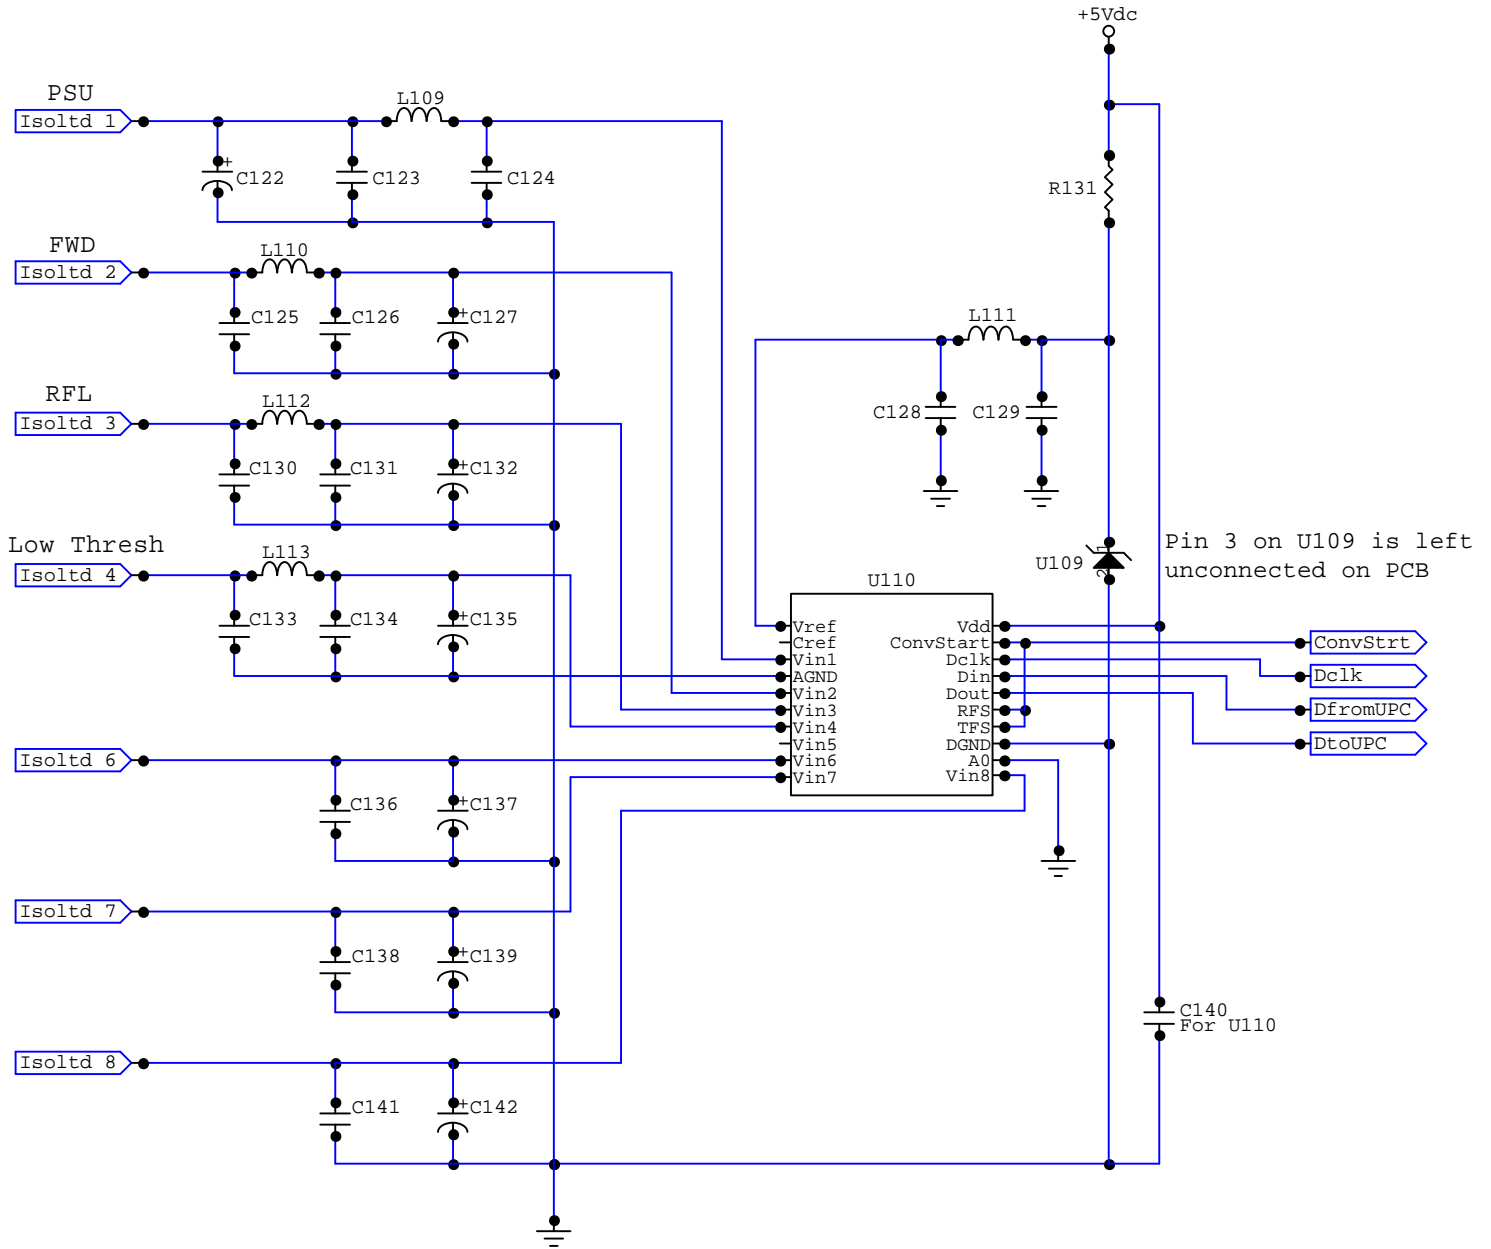 +5Vdc
PSU
L109
Isoltd 1
+
C122
C123
C124
R131
FWD
L110
Isoltd 2
C125
C126
+
C127
L111
C128
C129
RFL
L112
Isoltd 3
C130
C131
+
C132
Low Thresh
L113
Isoltd 4
C133
C134
+
C135
1
U109
2
Pin 3 on U109 is left
unconnected on PCB
U110
Vref
Vdd
Cref
ConvStart
Vin1
Dclk
AGND
Din
Vin2
Dout
Vin3
RFS
Vin4
TFS
Vin5
DGND
Vin6
A0
Vin7
Vin8
ConvStrt
Dclk
DfromUPC
DtoUPC
Isoltd 6
C136
+
C137
Isoltd 7
C138
+
C139
C140
For U110
Isoltd 8
C141
+
C142